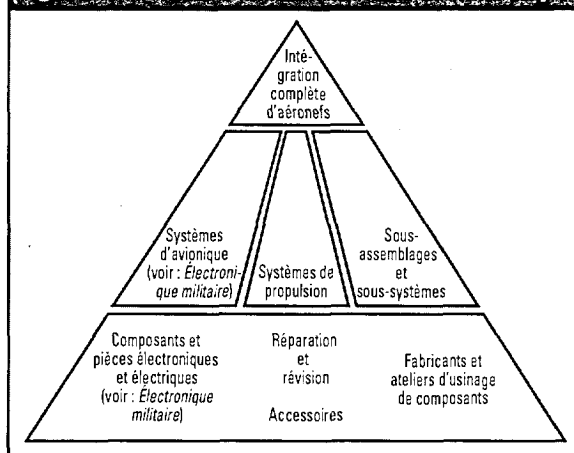 Inté-
gration
complète
d'aéronefs
Systèmes
d'avionique
(voir : Électroni-
que militaire)
Systèmes de
propulsion
Sous-
assemblages
et
sous-systèmes
Composants et
pièces électroniques
et électriques
(voir : Électronique
militaire)
Réparation
et
révision
Accessoires
Fabricants et
ateliers d'usinage
de composants